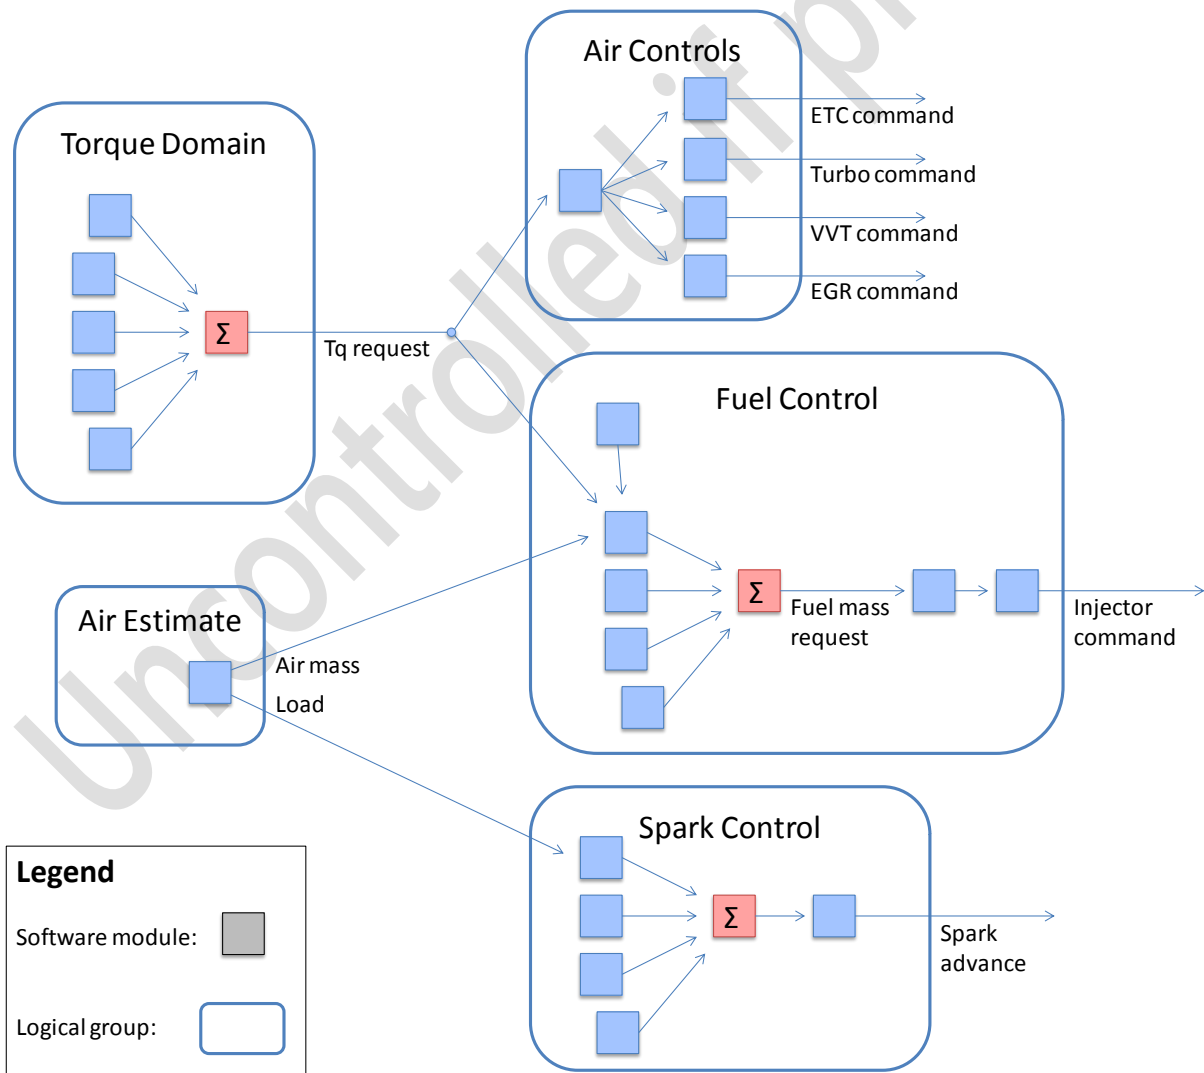 Air Controls
ETC command
Turbo command
VVT command
EGR command
Torque Domain
Σ
Tq request
Fuel Control
Σ
Fuel mass
request
Injector
command
Air Estimate
Air mass
Load
Spark Control
Σ
Spark
advance
Legend
Software module:
Logical group:
Uncontrolled if